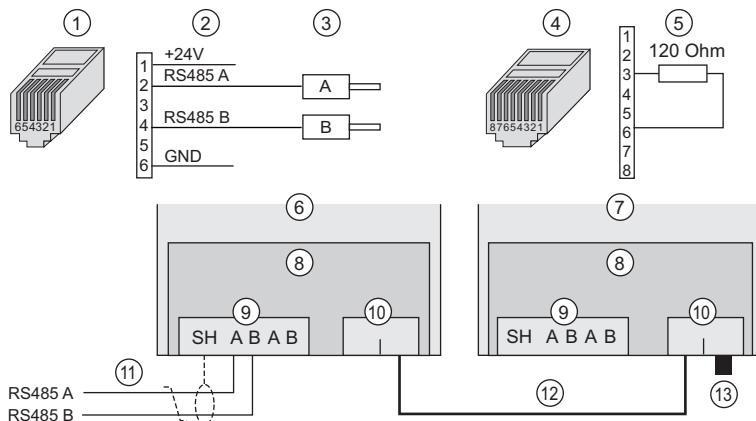 1 2 3 4 5
654321
1
2
3
4
5
6
+24V
RS485 A
RS485 B
GND
A
B
87654321
1
2
3
4
5
6
7
8
120 Ohm
6 7
8 8
9 10 9 10
SH A B A B
SH A B A B
11
RS485 A
RS485 B
12
13